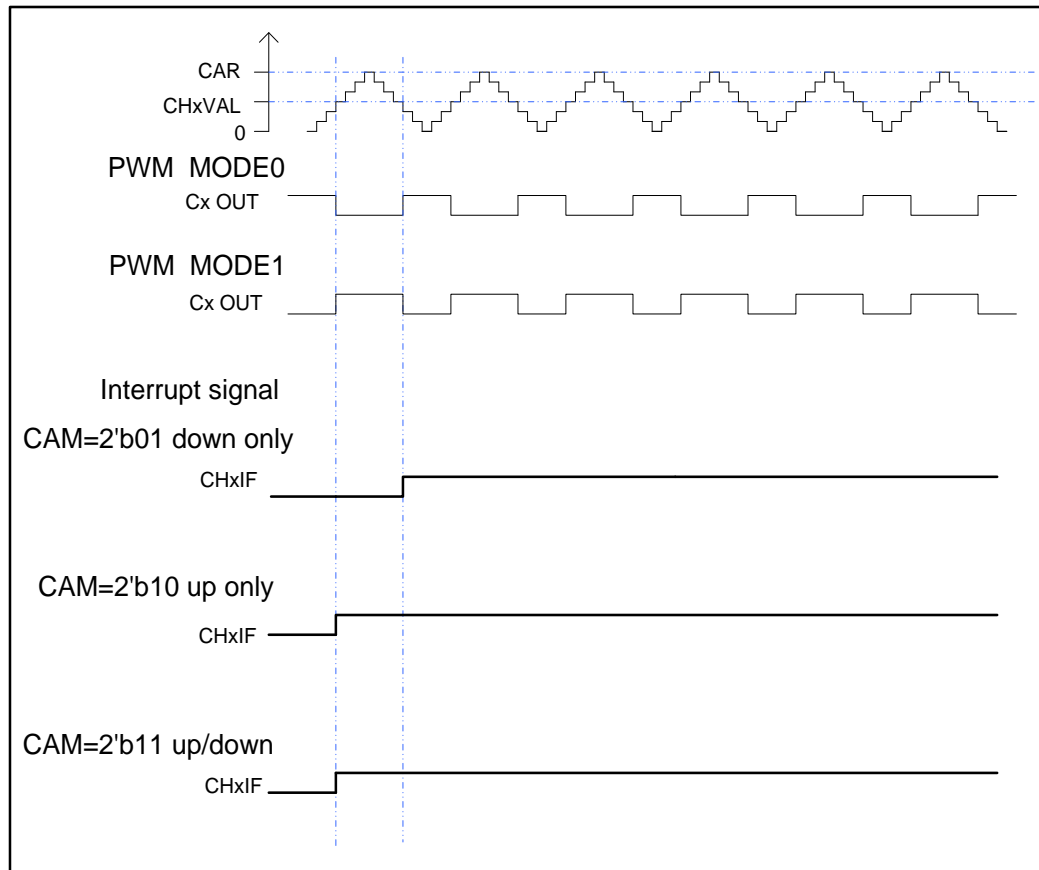 CAR
CHxVAL
0
PWM MODE0
Cx OUT
PWM MODE1
Cx OUT
Interrupt signal
CAM=2'b01 down only
CHxIF
CAM=2'b10 up only
CHxIF
CAM=2'b11 up/down
CHxIF